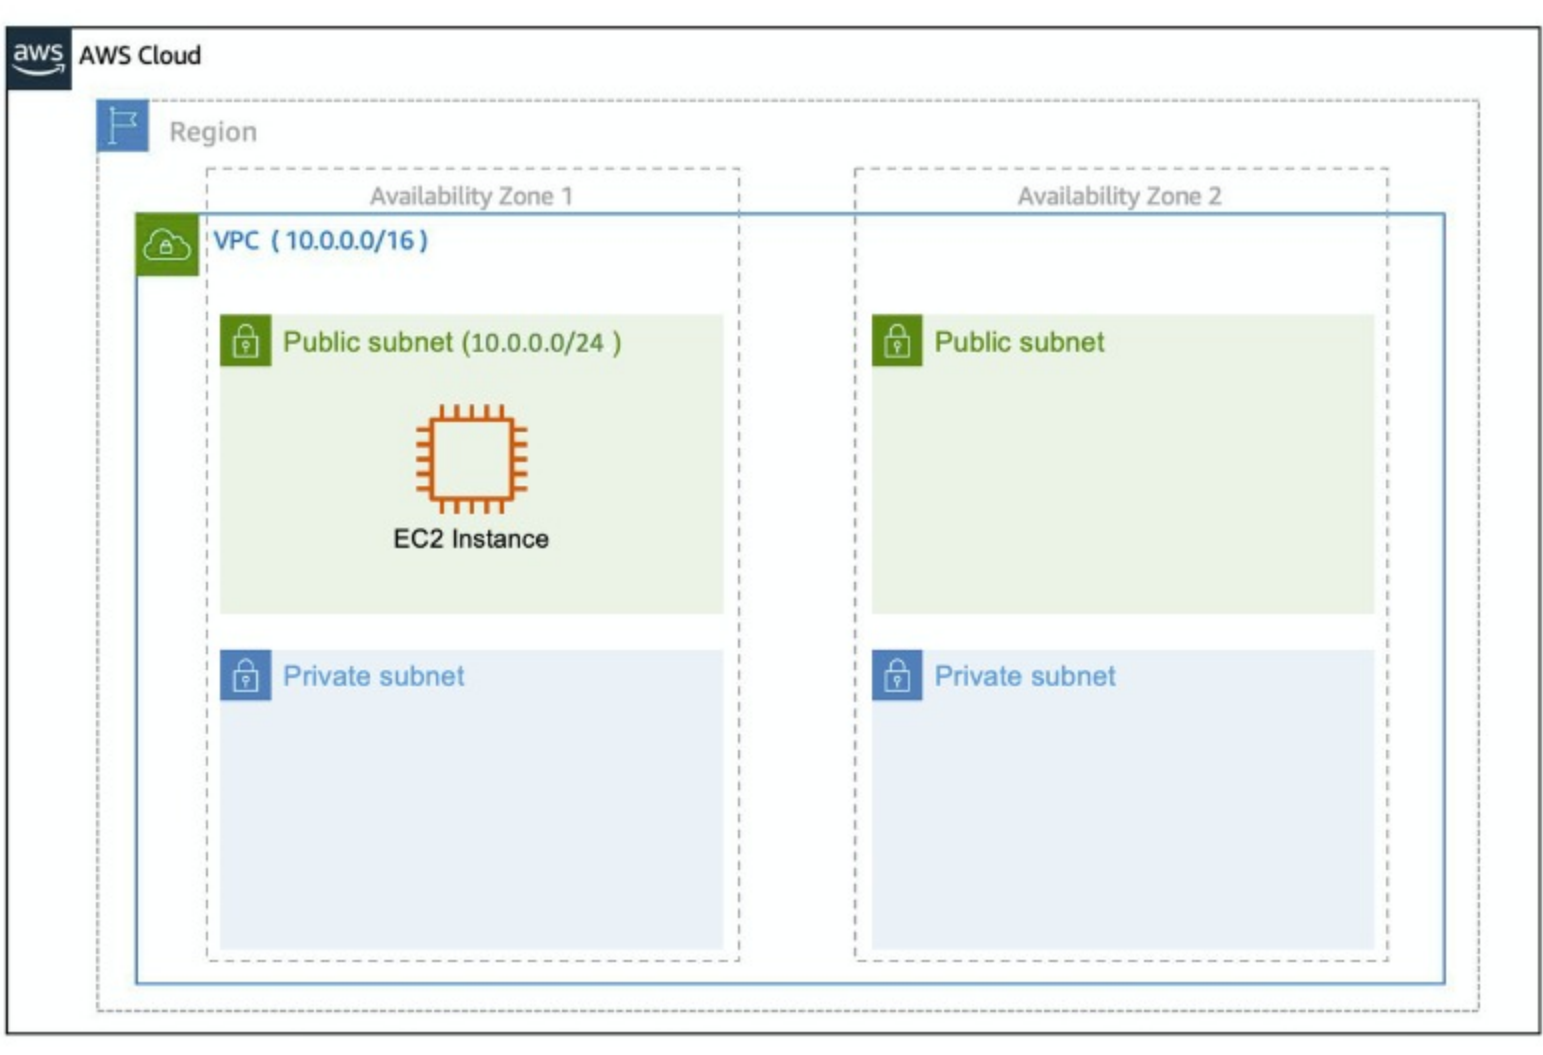 aws AWS Cloud
Region
Availability Zone 1
Availability Zone 2
VPC ( 10.0.0.0/16 )
Public subnet (10.0.0.0/24 )
Public subnet
EC2 Instance
Private subnet
Private subnet